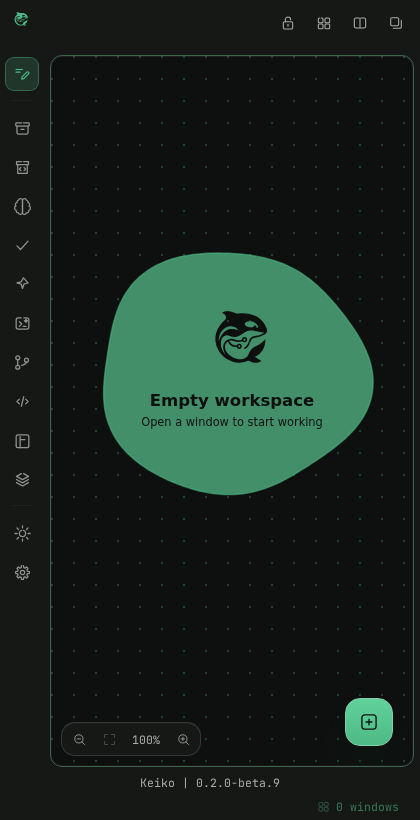 Empty workspace
Open a window to start working
100%
Keiko | 0.2.0-beta.9
0 windows